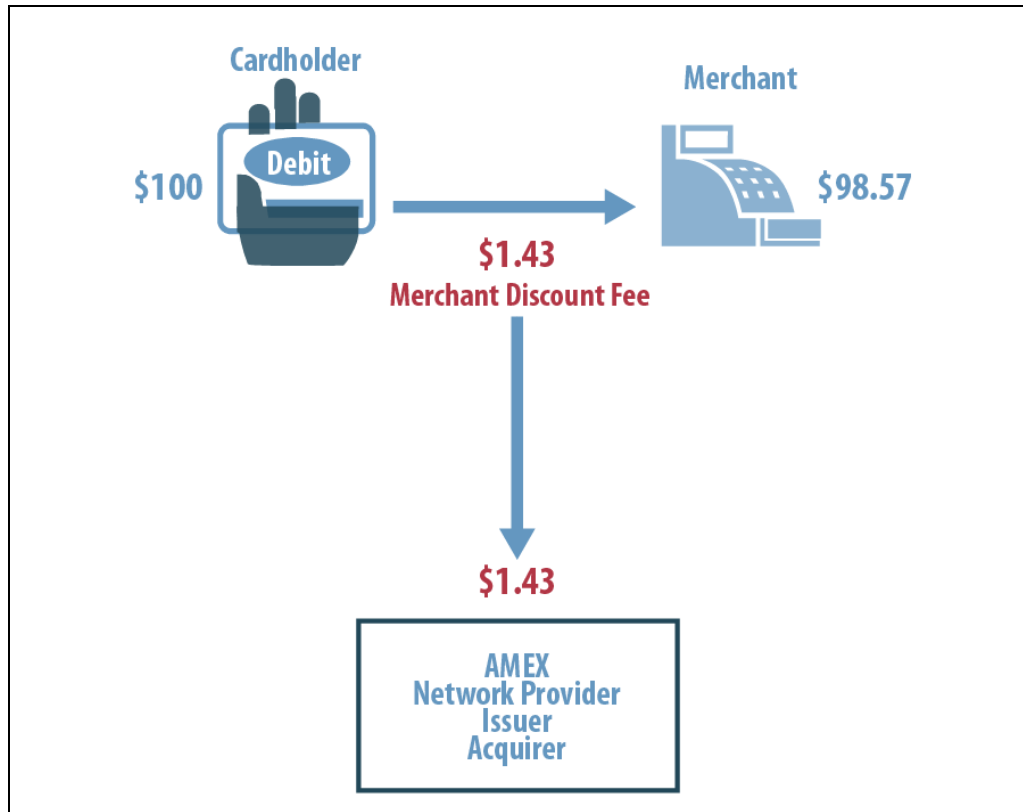 Cardholder
Merchant
Debit
$100
$98.57
$1.43
Merchant Discount Fee
$1.43
AMEX
Network Provider
Issuer
Acquirer